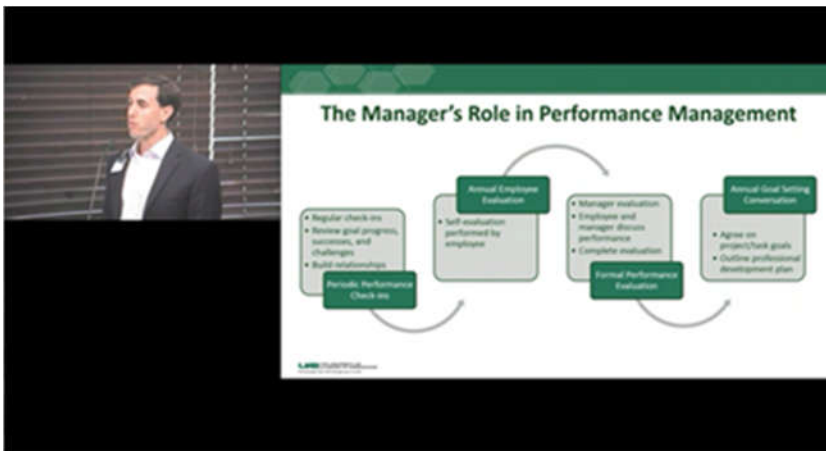 The Manager's Role in Performance Management
• Regular check-ins
• Review goal progress,
successes, and
challenges
• Build relationships
Periodic Performance
Check-ins
Annual Employee
Evaluation
• Self-evaluation
performed by
employee
• Manager evaluation
• Employee and
manager discuss
performance
• Complete evaluation
Formal Performance
Evaluation
Annual Goal Setting
Conversation
• Agree on
project/task goals
• Outline professional
development plan
UAB